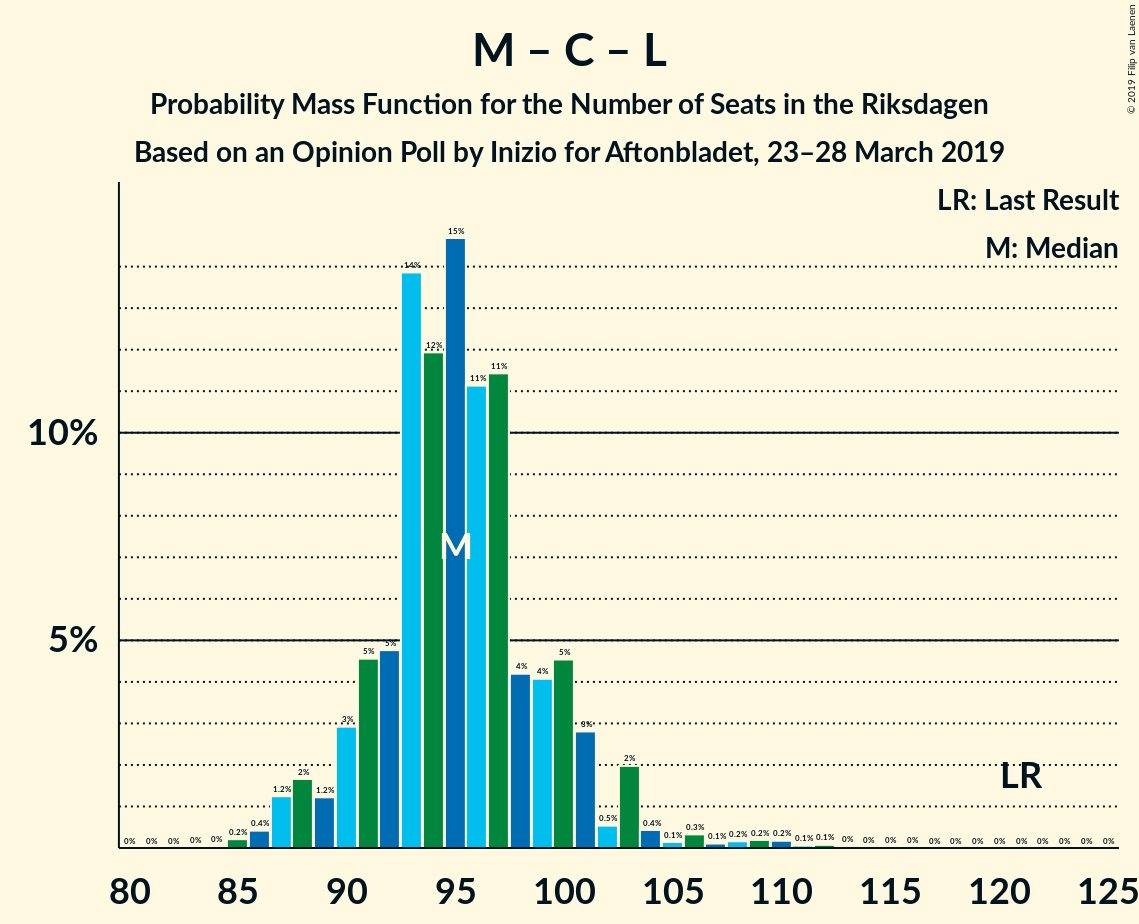 M – C – L
Probability Mass Function for the Number of Seats in the Riksdagen
Based on an Opinion Poll by Inizio for Aftonbladet, 23–28 March 2019
© 2019 Filip van Laenen
LR: Last Result
M: Median
10%
5%
0% 0% 0% 0% 0% 0.2% 0.4% 1.2% 2% 1.2% 3% 5% 5% 14% 12% 15% 11% 11% 4% 4% 5% 3% 0.5% 2% 0.4% 0.1% 0.3% 0.1% 0.2% 0.2% 0.2% 0.1% 0.1% 0% 0% 0% 0% 0% 0% 0% 0% 0% 0% 0% 0% 0%
M
LR
80 85 90 95 100 105 110 115 120 125